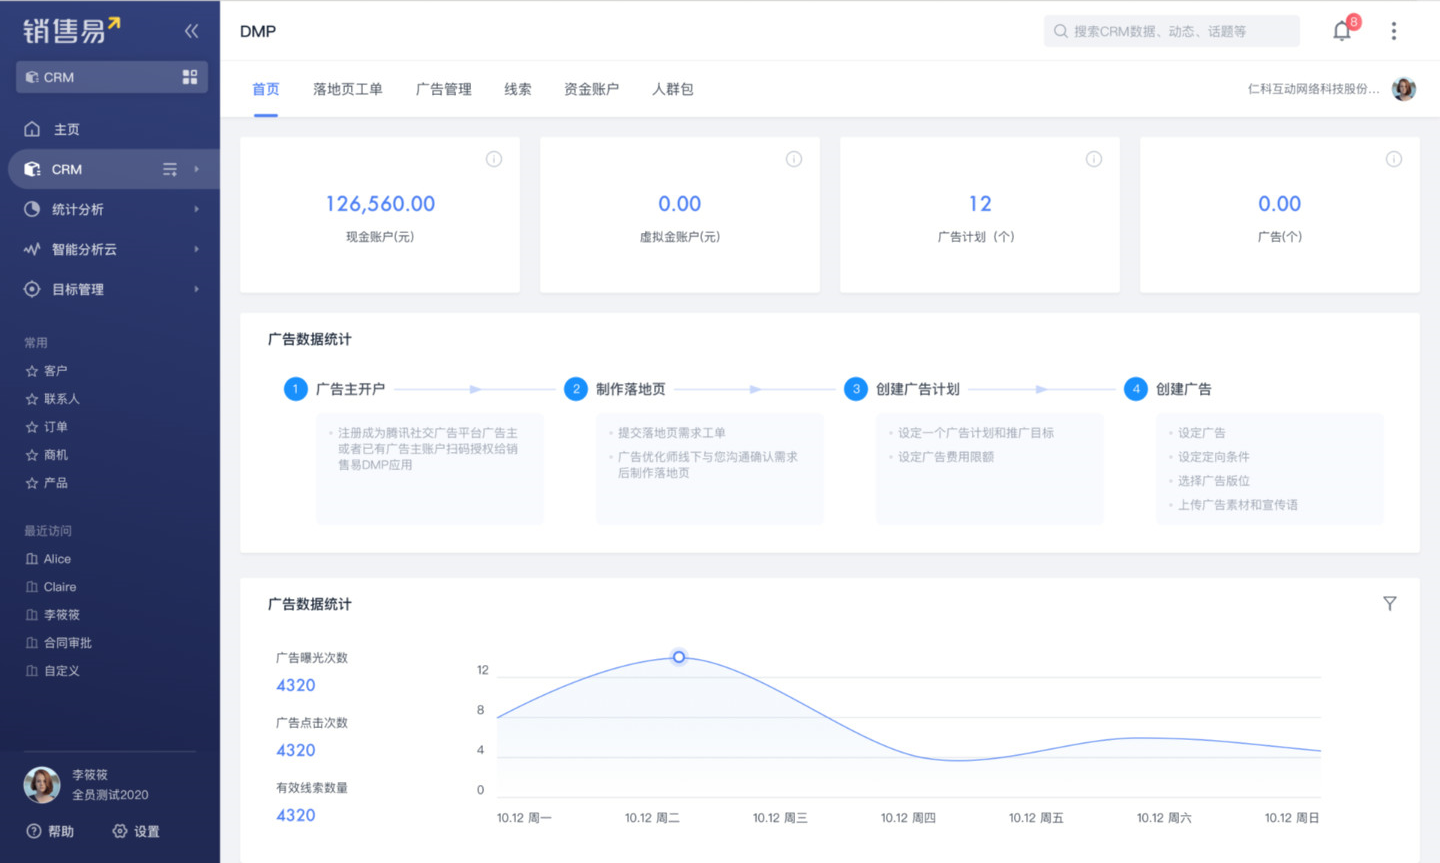 销售易
CRM
主页
CRM
统计分析
智能分析云
目标管理
常用
客户
联系人
订单
商机
产品
最近访问
Alice
Claire
李筱筱
合同审批
自定义
李筱筱
全员测试2020
帮助
设置
DMP
搜索CRM数据、动态、话题等
8
首页
落地页工单
广告管理
线索
资金账户
人群包
仁科互动网络科技股份...
126,560.00
现金账户(元)
0.00
虚拟金账户(元)
12
广告计划（个）
0.00
广告(个)
广告数据统计
1
广告主开户
注册成为腾讯社交广告平台广告主
或者已有广告主账户扫码授权给销
售易DMP应用
2
制作落地页
提交落地页需求工单
广告优化师线下与您沟通确认需求
后制作落地页
3
创建广告计划
设定一个广告计划和推广目标
设定广告费用限额
4
创建广告
设定广告
设定定向条件
选择广告版位
上传广告素材和宣传语
广告数据统计
广告曝光次数
4320
广告点击次数
4320
有效线索数量
4320
12
8
4
0
10.12 周一
10.12 周二
10.12 周三
10.12 周四
10.12 周五
10.12 周六
10.12 周日